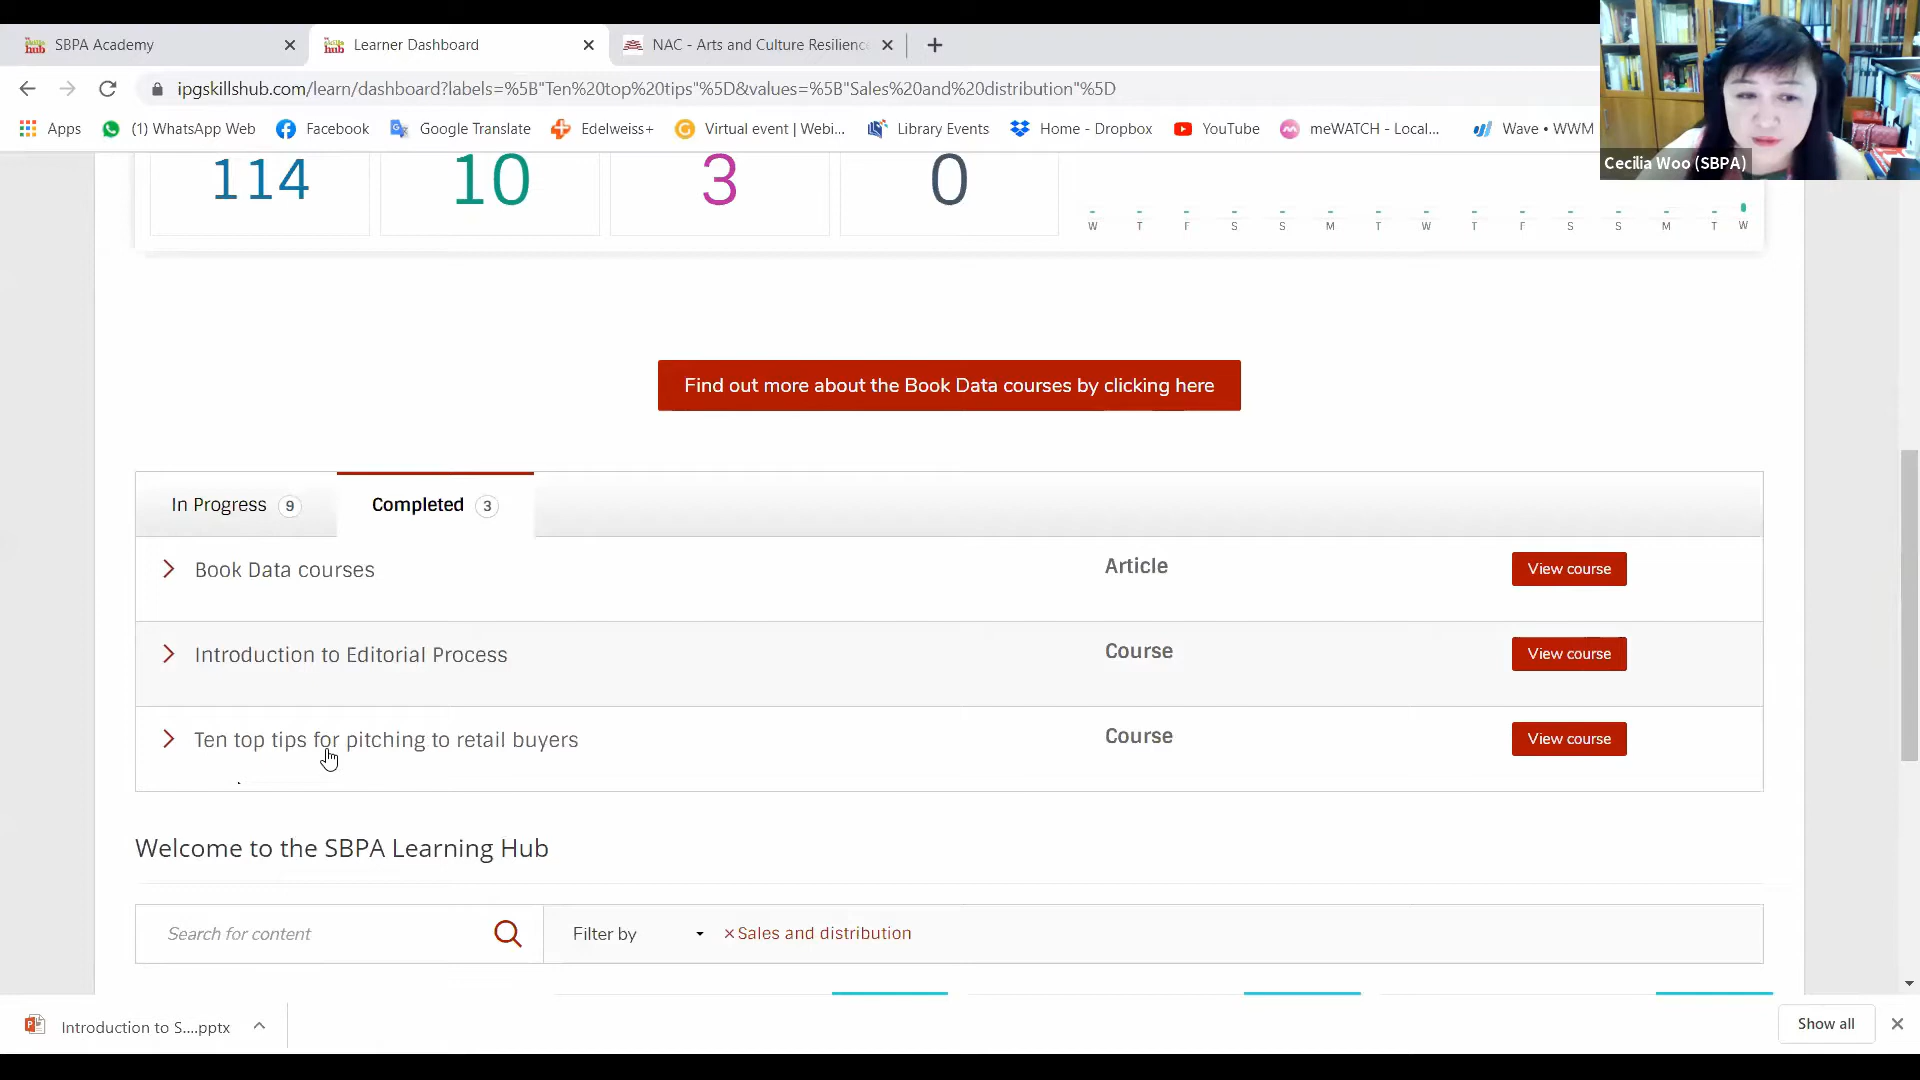 SBPA Academy
Learner Dashboard
NAC - Arts and Culture Resilience
ipgskillshub.com/learn/dashboard?labels=%5B"Ten%20top%20tips"%5D&values=%5B"Sales%20and%20distribution"%5D
Apps
(1) WhatsApp Web
Facebook
Google Translate
Edelweiss+
Virtual event | Webi...
Library Events
Home - Dropbox
YouTube
meWATCH - Local...
Wave • WWM
Cecilia Woo (SBPA)
114
10
3
0
W T F S S M T W T F S S M T W
Find out more about the Book Data courses by clicking here
In Progress 9
Completed 3
Book Data courses
Article
View course
Introduction to Editorial Process
Course
View course
Ten top tips for pitching to retail buyers
Course
View course
Welcome to the SBPA Learning Hub
Search for content
Filter by
×Sales and distribution
Introduction to S....pptx
Show all